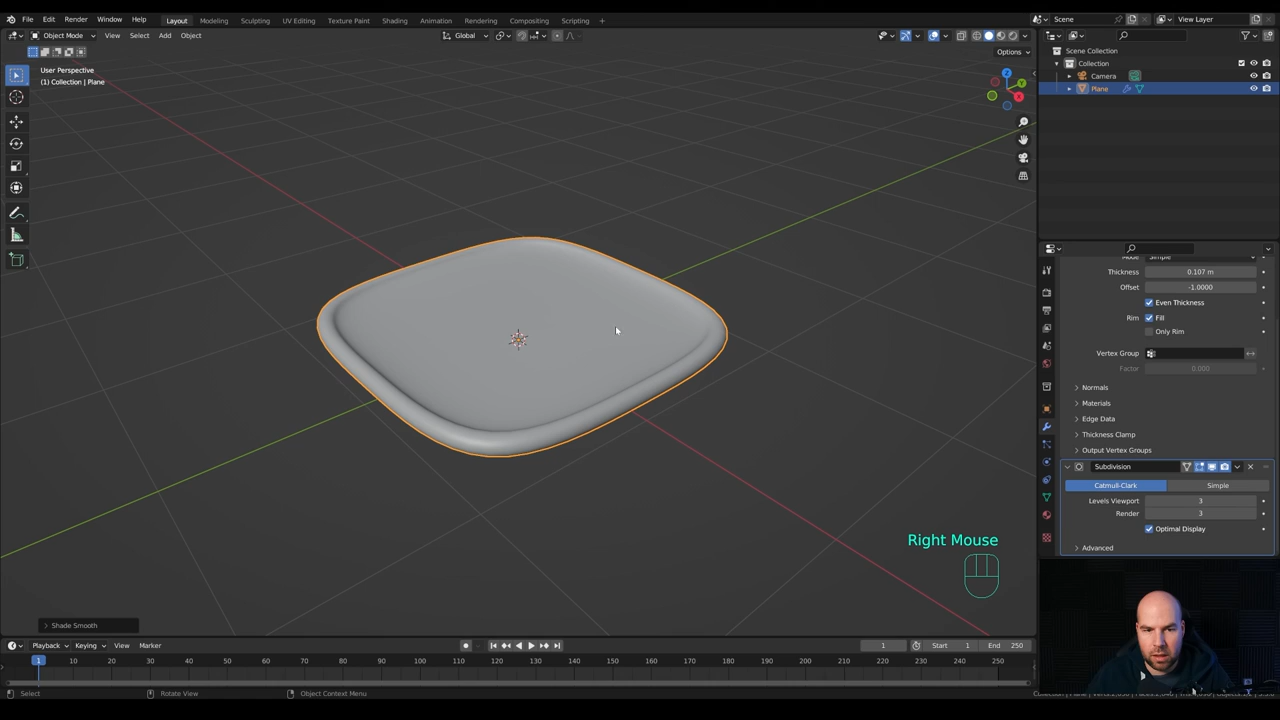 File Edit Render Window Help Layout Modeling Sculpting UV Editing Texture Paint Shading Animation Rendering Compositing Scripting + Scene View Layer
Object Mode View Select Add Object Global
Options
User Perspective
(1) Collection | Plane
Z
Y
X
Scene Collection
Collection
Camera
Plane
Mode Simple
Thickness 0.107 m
Offset -1.0000
Even Thickness
Rim Fill
Only Rim
Vertex Group
Factor 0.000
Normals
Materials
Edge Data
Thickness Clamp
Output Vertex Groups
Subdivision
Catmull-Clark Simple
Levels Viewport 3
Render 3
Optimal Display
Advanced
Right Mouse
Shade Smooth
Playback Keying View Marker 1 Start 1 End 250
1 10 20 30 40 50 60 70 80 90 100 110 120 130 140 150 160 170 180 190 200 210 220 230 240 250
Select Rotate View Object Context Menu